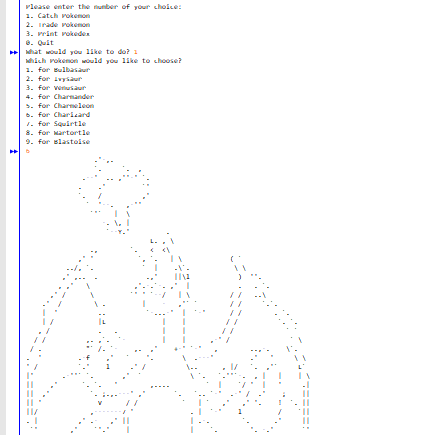 Please enter the number of your choice:
1. Catch Pokemon
2. Trade Pokemon
3. Print Pokedex
0. Quit
What would you like to do? 1
Which Pokemon would you like to choose?
1. for Bulbasaur
2. for Ivysaur
3. for Venusaur
4. for Charmander
5. for Charmeleon
6. for Charizard
7. for Squirtle
8. for Wartortle
9. for Blastoise
6